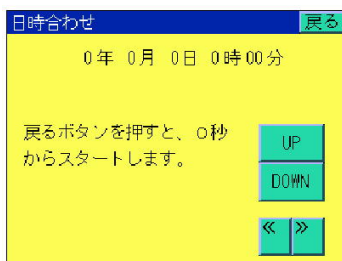 日時合わせ 戻る
0年 0月 0日 0時00分
戻るボタンを押すと、0秒
からスタートします。
UP
DOWN
« »